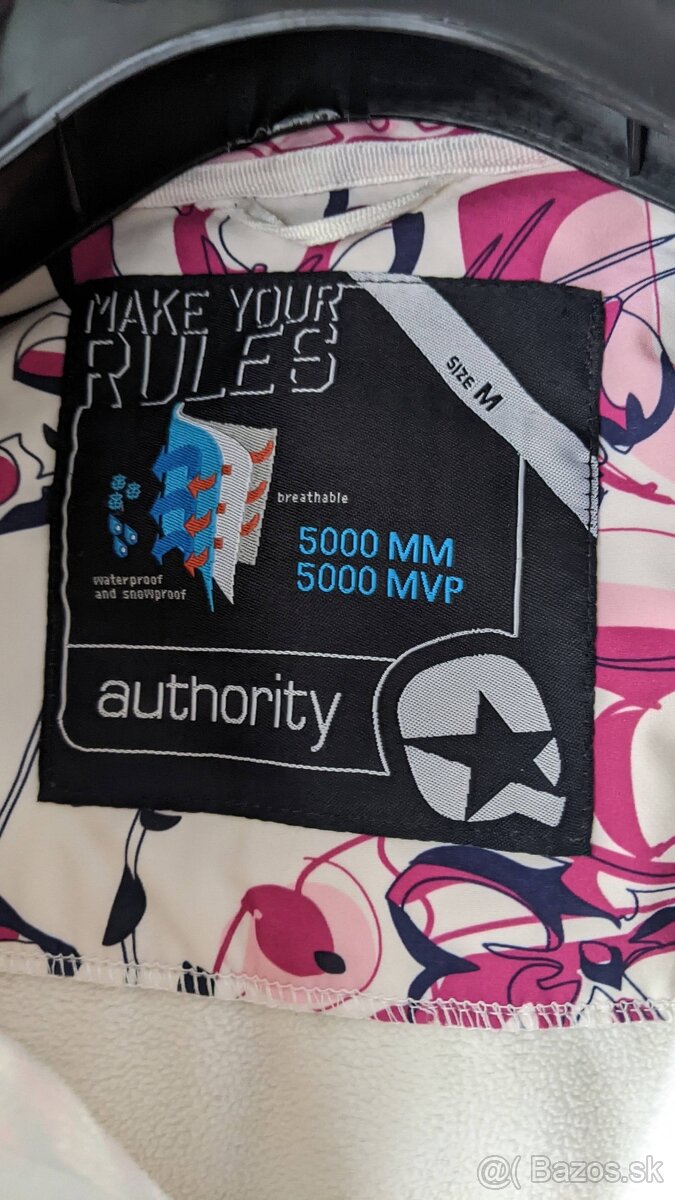 MAKE YOUR
RULES
SIZE M
breathable
5000 MM
5000 MVP
waterproof
and snowproof
authority
@( Bazos.sk